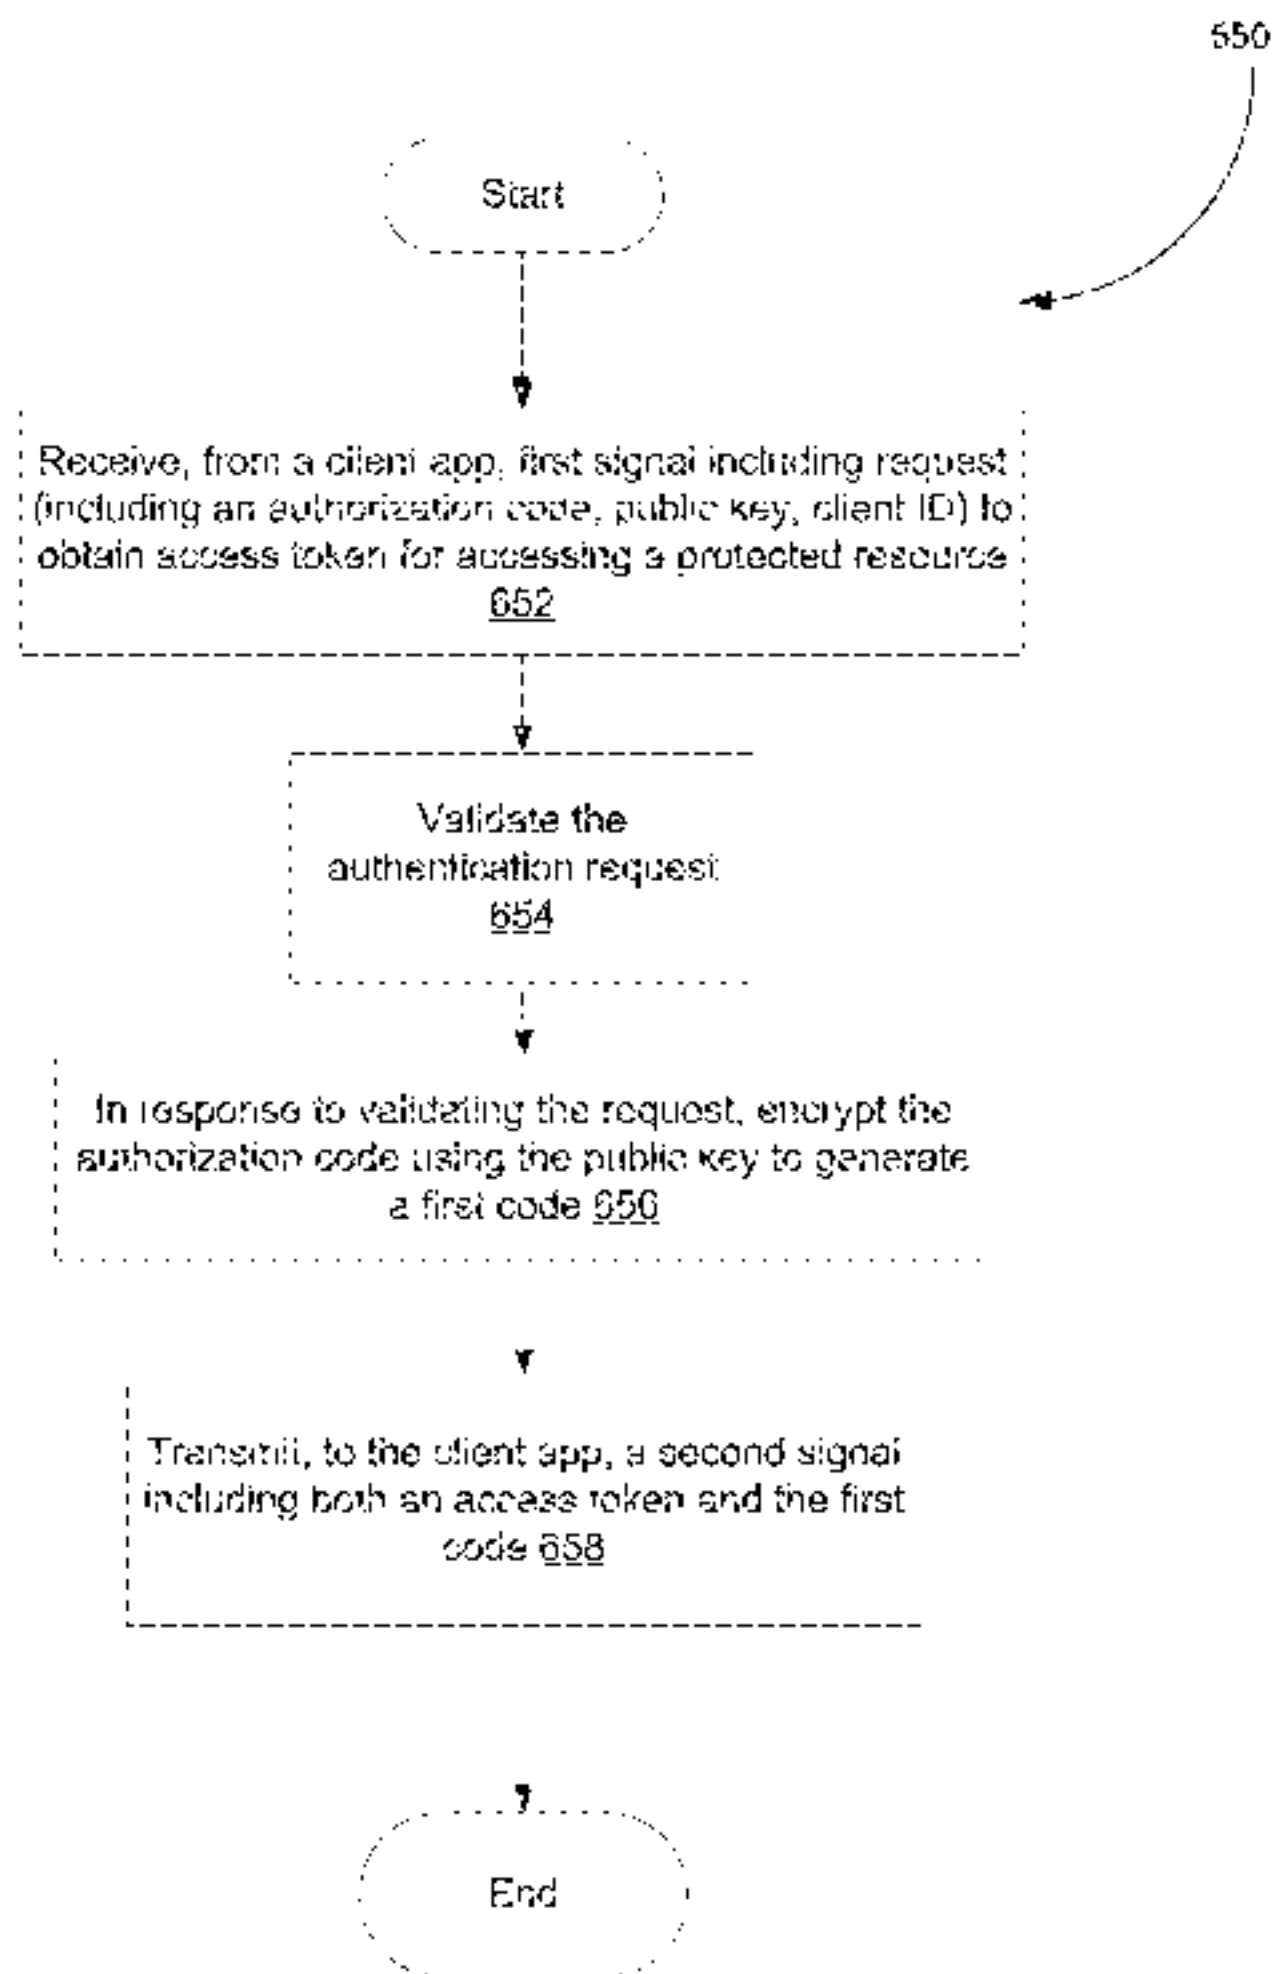 550
Start
Receive, from a client app, first signal including request
(including an authorization code, public key, client ID) to
obtain access token for accessing a protected resource
652
Validate the
authentication request
654
In response to validating the request, encrypt the
authorization code using the public key to generate
a first code 656
Transmit, to the client app, a second signal
including both an access token and the first
code 658
End